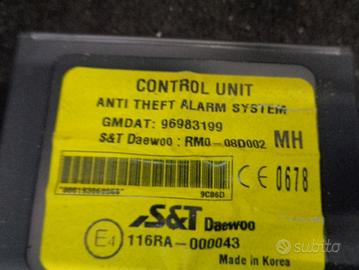 CONTROL UNIT
ANTI THEFT ALARM SYSTEM
GMDAT: 96983199
S&T Daewoo : RM0-08D002 MH
9C06D
CE 0678
S&T Daewoo
E4 116RA-000043
Made in Korea
subito